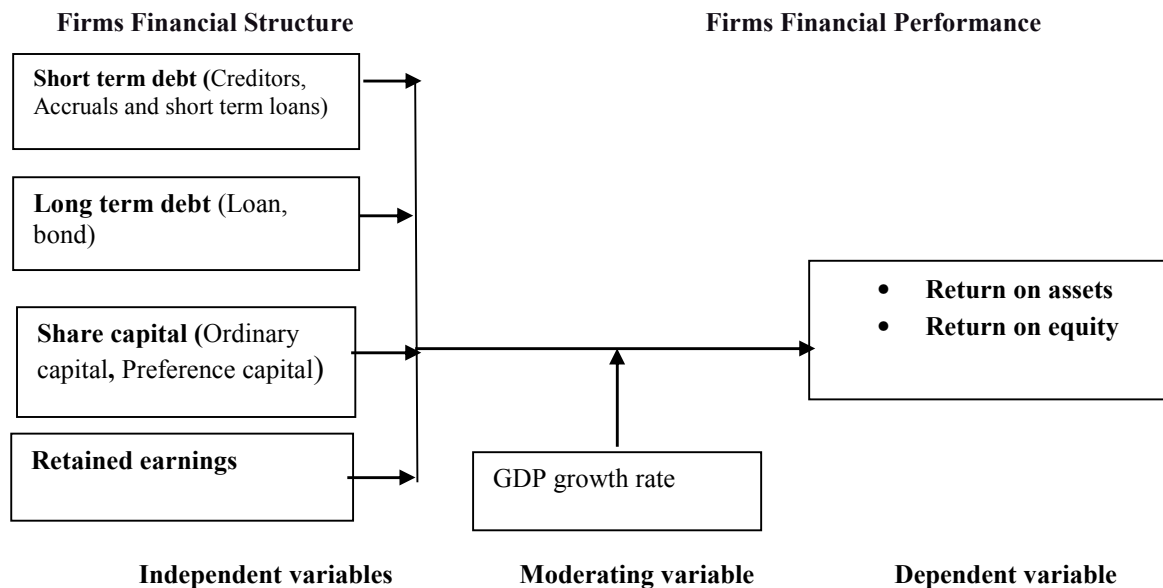 Firms Financial Structure
Firms Financial Performance
Short term debt (Creditors,
Accruals and short term loans)
Long term debt (Loan,
bond)
Share capital (Ordinary
capital, Preference capital)
Retained earnings
GDP growth rate
• Return on assets
• Return on equity
Independent variables
Moderating variable
Dependent variable